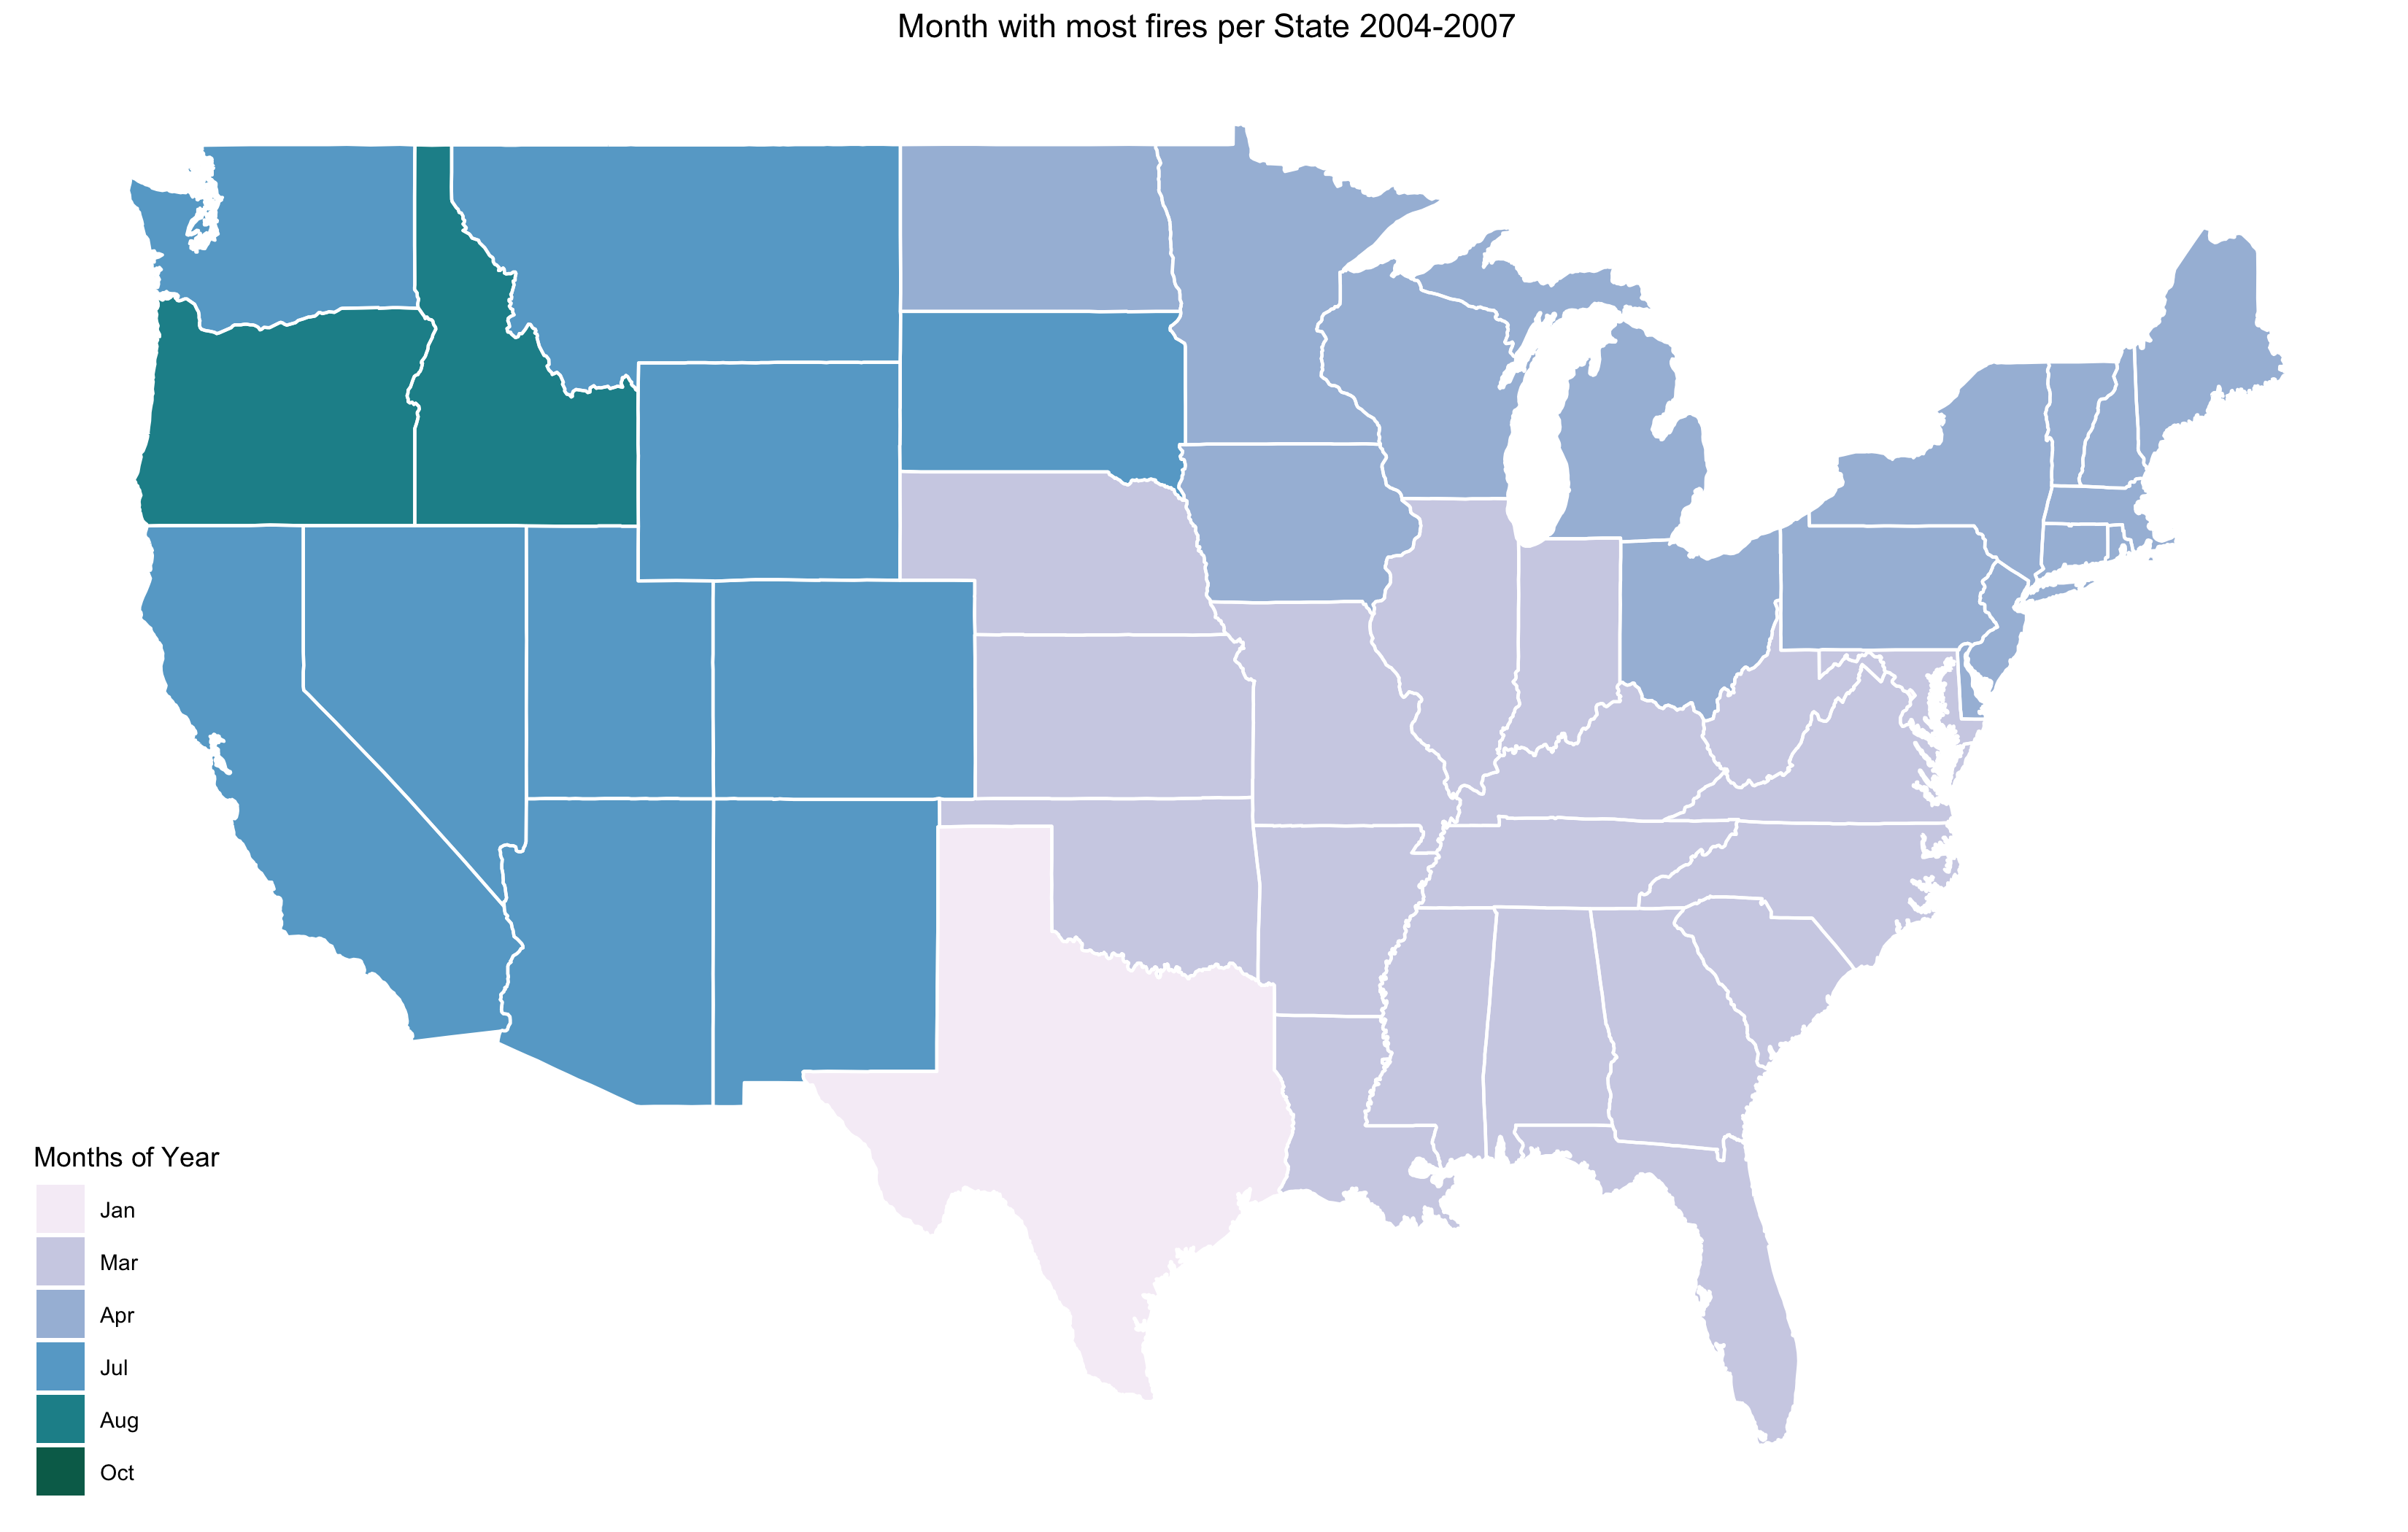 Month with most fires per State 2004-2007
Months of Year
Jan
Mar
Apr
Jul
Aug
Oct